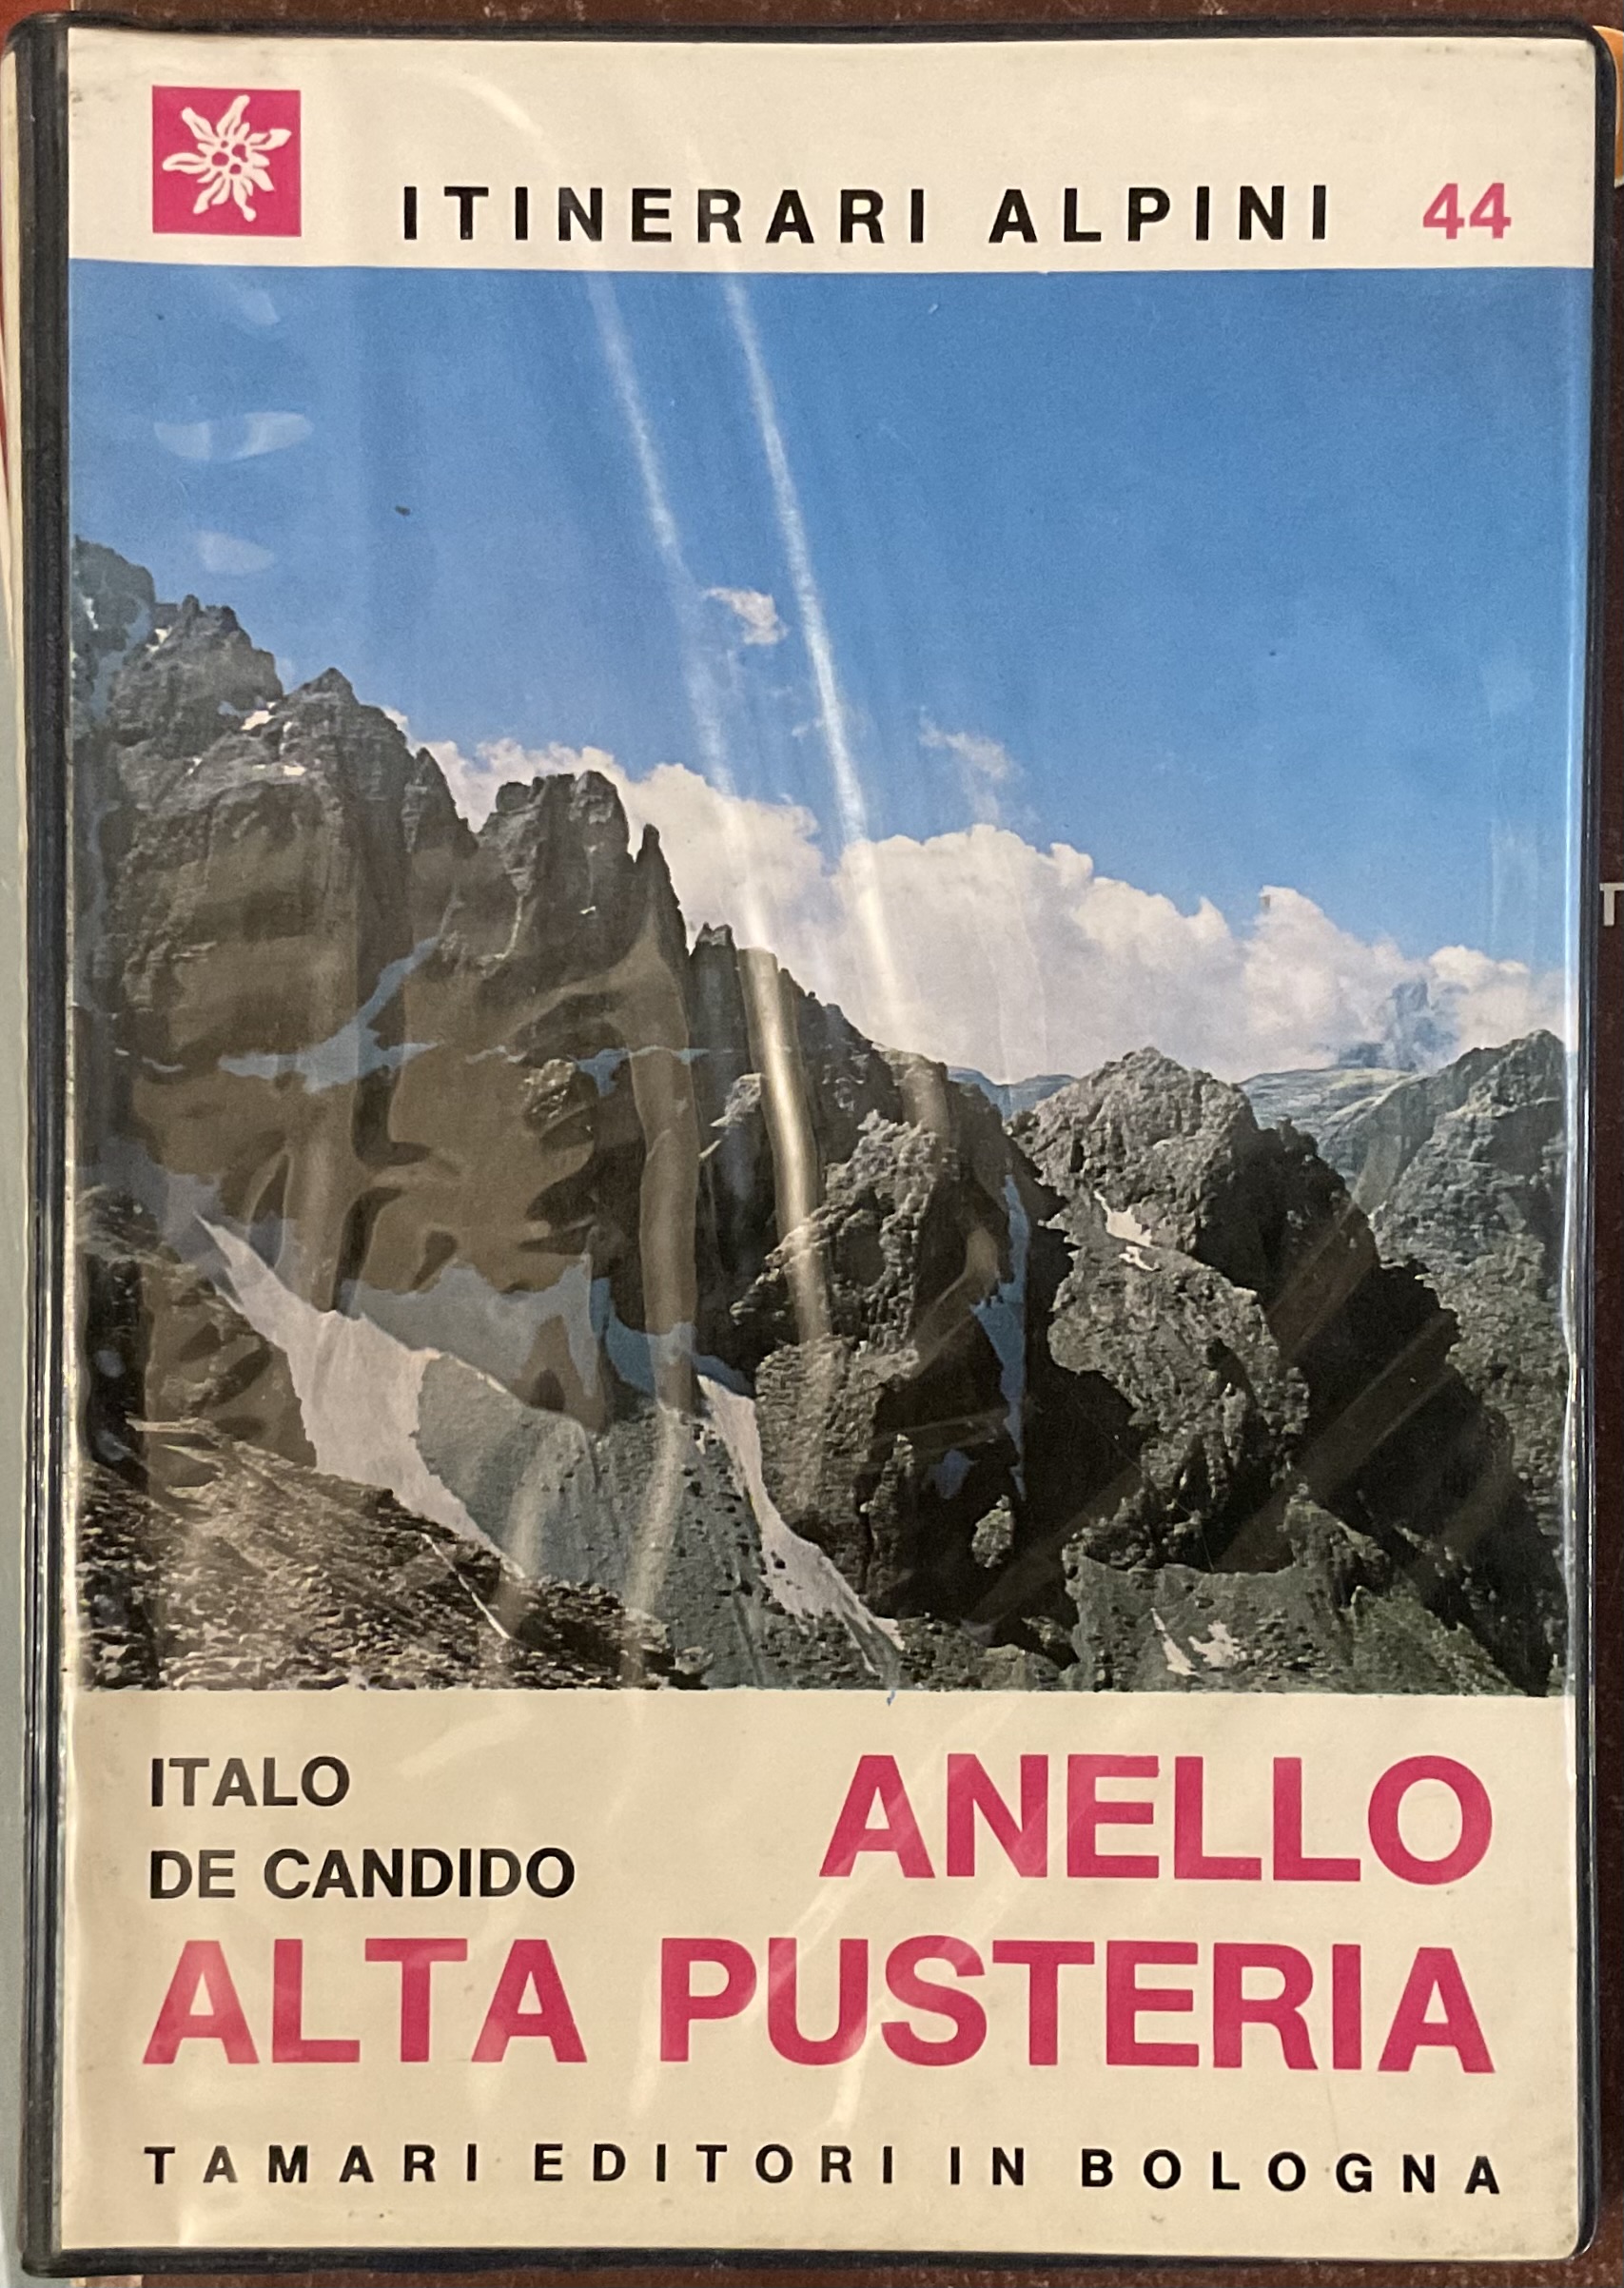 ITINERARI ALPINI 44
ITALO
DE CANDIDO
ANELLO
ALTA PUSTERIA
TAMARI EDITORI IN BOLOGNA
T